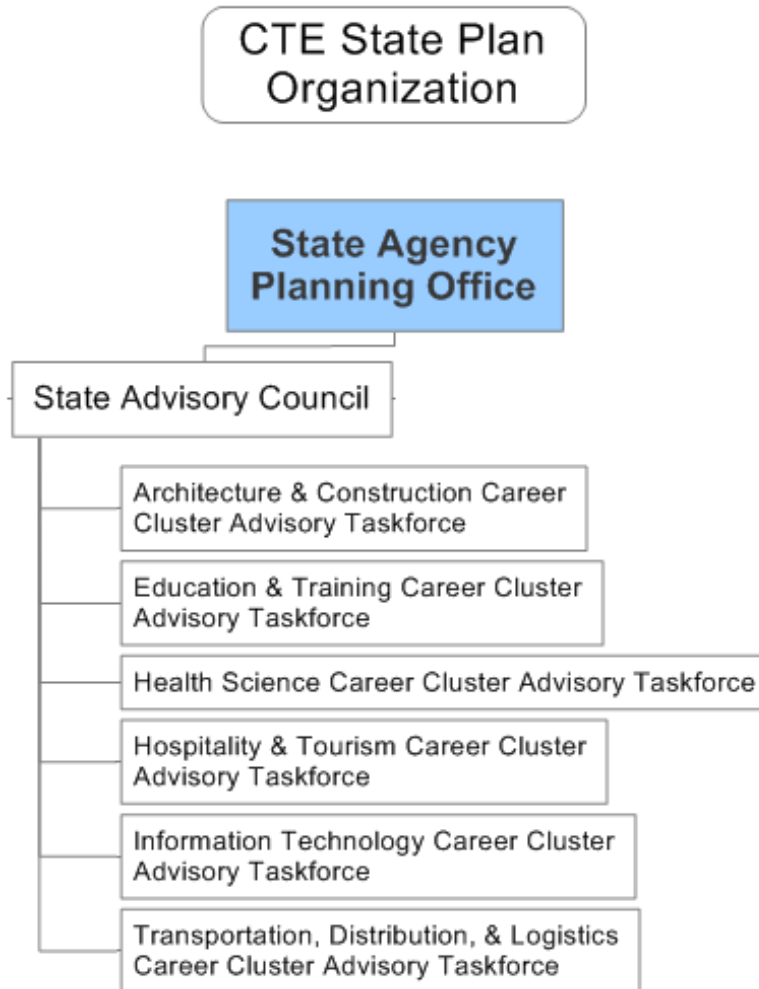 CTE State Plan
Organization
State Agency
Planning Office
State Advisory Council
Architecture & Construction Career
Cluster Advisory Taskforce
Education & Training Career Cluster
Advisory Taskforce
Health Science Career Cluster Advisory Taskforce
Hospitality & Tourism Career Cluster
Advisory Taskforce
Information Technology Career Cluster
Advisory Taskforce
Transportation, Distribution, & Logistics
Career Cluster Advisory Taskforce